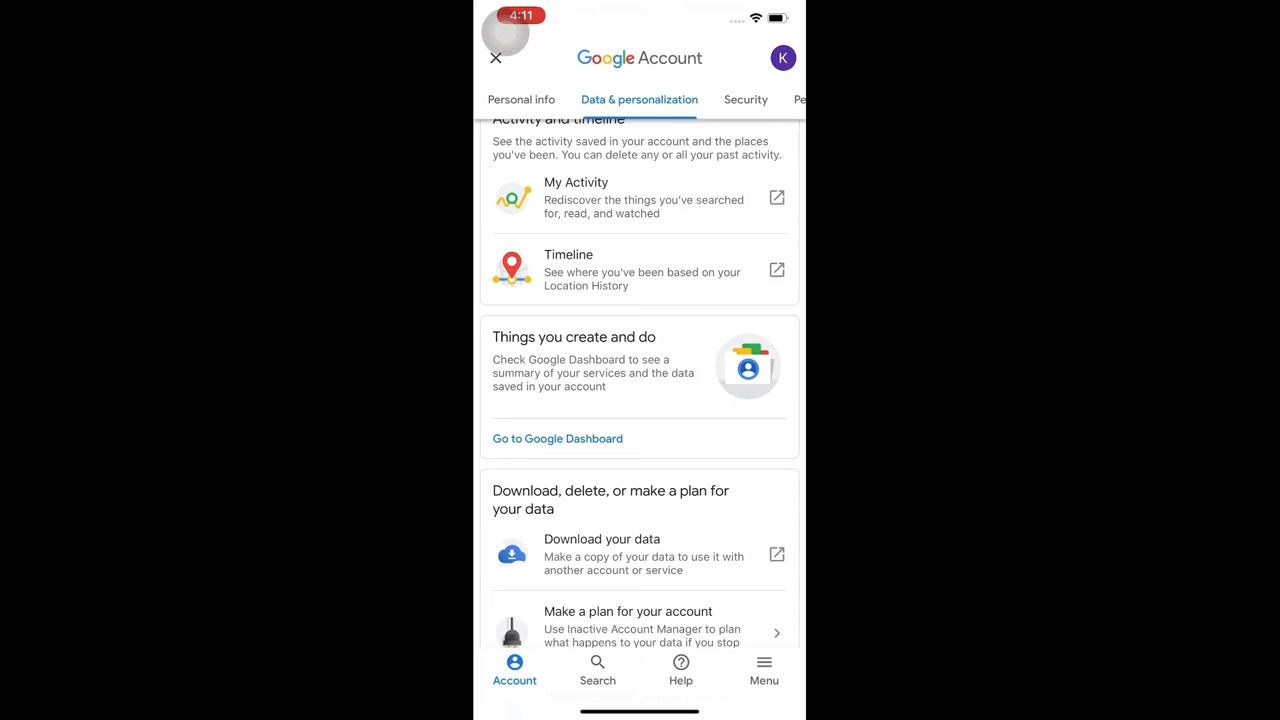 4:11
Google Account
K
Personal info Data & personalization Security Pe
Activity and timeline
See the activity saved in your account and the places
you've been. You can delete any or all your past activity.
My Activity
Rediscover the things you've searched
for, read, and watched
Timeline
See where you've been based on your
Location History
Things you create and do
Check Google Dashboard to see a
summary of your services and the data
saved in your account
Go to Google Dashboard
Download, delete, or make a plan for
your data
Download your data
Make a copy of your data to use it with
another account or service
Make a plan for your account
Use Inactive Account Manager to plan
what happens to your data if you stop
Account Search Help Menu